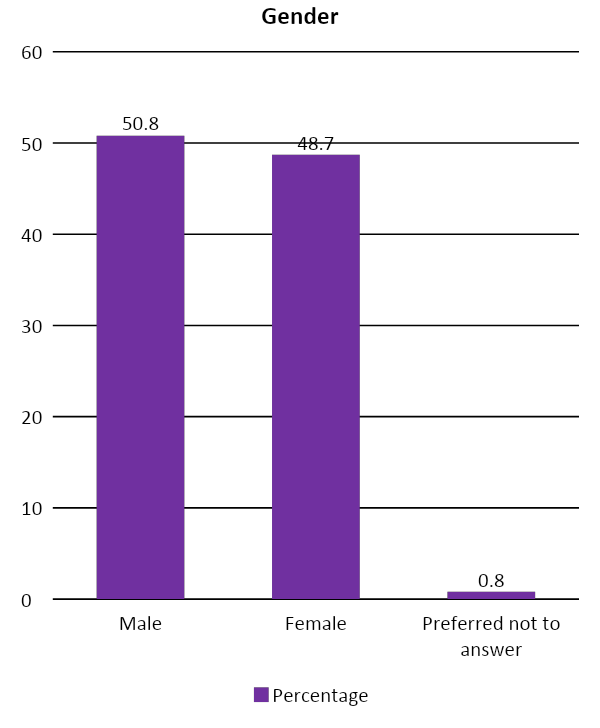 Gender
60
50
40
30
20
10
0
50.8
48.7
0.8
Male
Female
Preferred not to
answer
Percentage